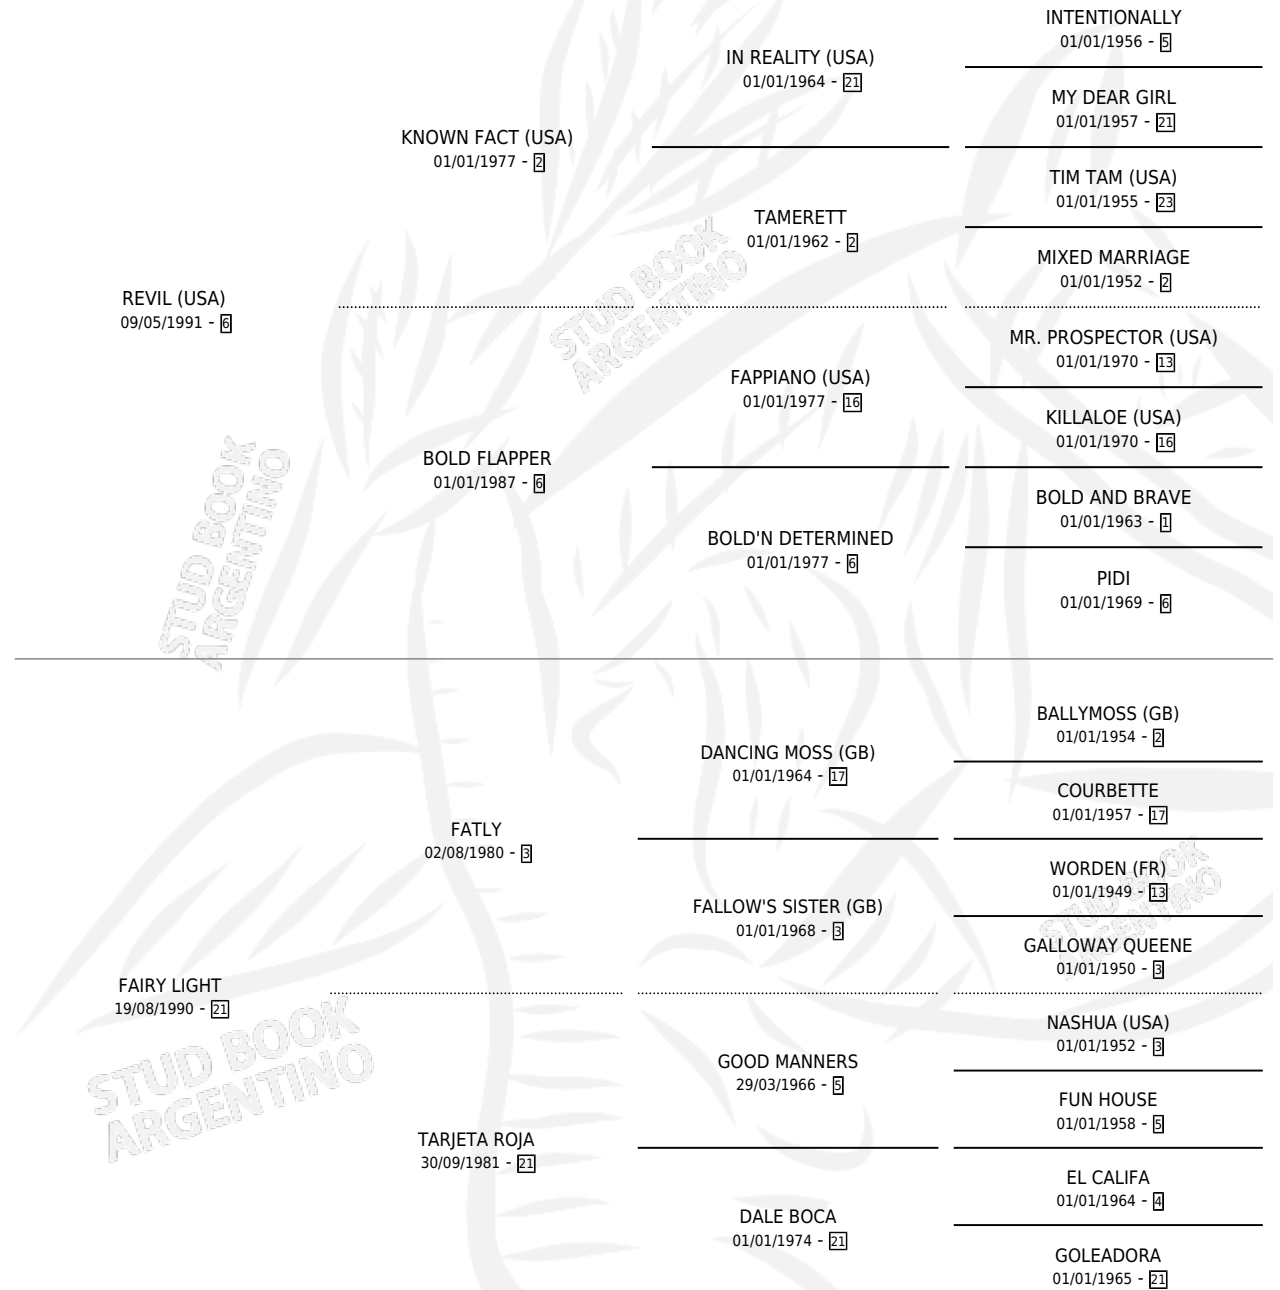 INTENTIONALLY
01/01/1956 - 5
IN REALITY (USA)
01/01/1964 - 21
MY DEAR GIRL
01/01/1957 - 21
KNOWN FACT (USA)
01/01/1977 - 2
TIM TAM (USA)
01/01/1955 - 23
TAMERETT
01/01/1962 - 2
MIXED MARRIAGE
01/01/1952 - 2
REVIL (USA)
09/05/1991 - 6
MR. PROSPECTOR (USA)
01/01/1970 - 13
FAPPIANO (USA)
01/01/1977 - 16
KILLALOE (USA)
01/01/1970 - 16
BOLD FLAPPER
01/01/1987 - 6
BOLD AND BRAVE
01/01/1963 - 1
BOLD'N DETERMINED
01/01/1977 - 6
PIDI
01/01/1969 - 6
BALLYMOSS (GB)
01/01/1954 - 2
DANCING MOSS (GB)
01/01/1964 - 17
COURBETTE
01/01/1957 - 17
FATLY
02/08/1980 - 3
WORDEN (FR)
01/01/1949 - 13
FALLOW'S SISTER (GB)
01/01/1968 - 3
GALLOWAY QUEENE
01/01/1950 - 3
FAIRY LIGHT
19/08/1990 - 21
NASHUA (USA)
01/01/1952 - 3
GOOD MANNERS
29/03/1966 - 5
FUN HOUSE
01/01/1958 - 5
TARJETA ROJA
30/09/1981 - 21
EL CALIFA
01/01/1964 - 4
DALE BOCA
01/01/1974 - 21
GOLEADORA
01/01/1965 - 21
STUD BOOK
ARGENTINO
STUD BOOK
ARGENTINO
STUD BOOK
ARGENTINO
STUD BOOK
ARGENTINO